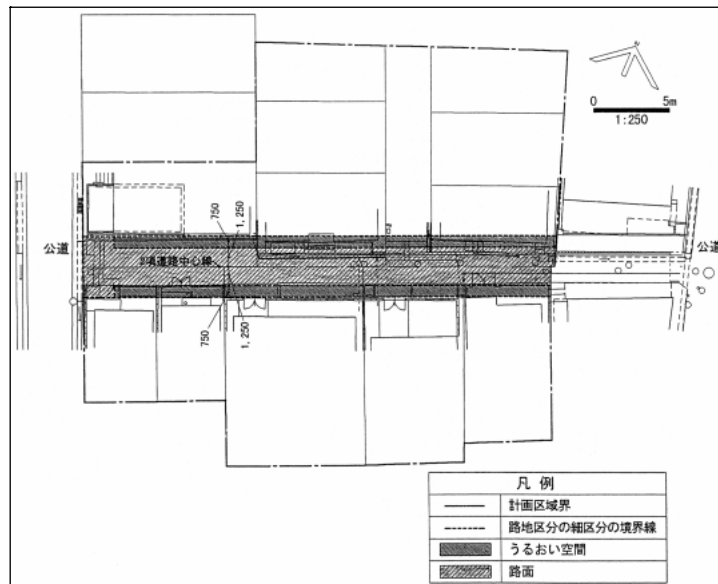 0 5m
1:250
750
1,250
公道
公道
2項道路中心線
750
1,250
凡 例
計画区域界
路地区分の細区分の境界線
うるおい空間
路面